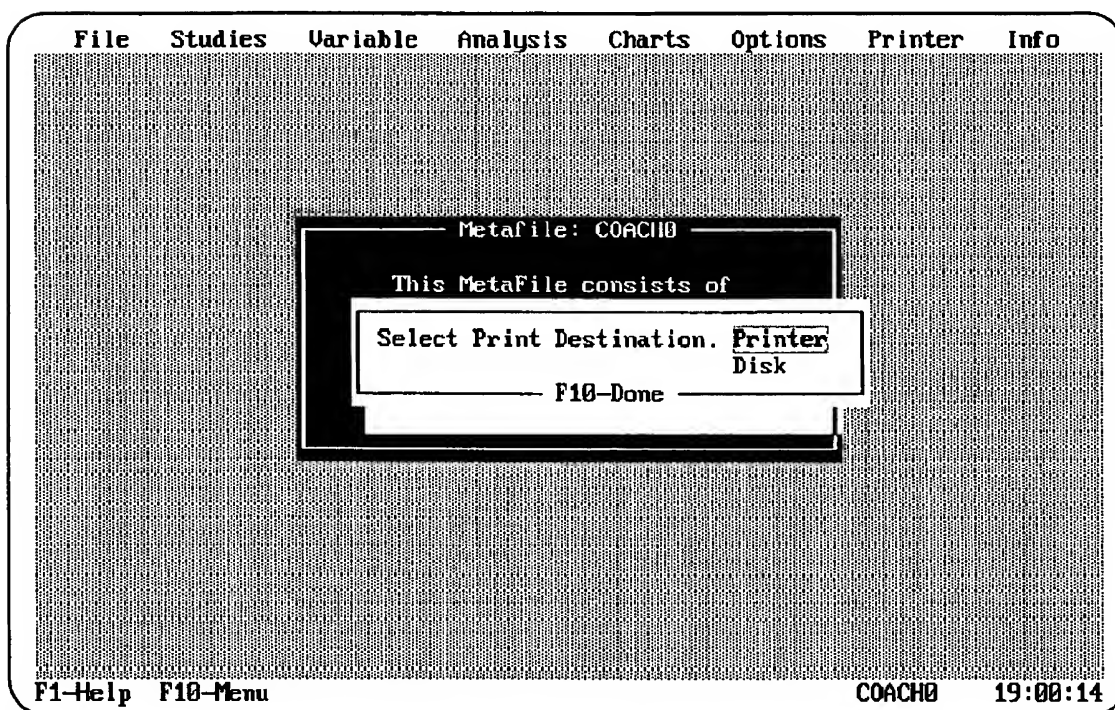 File Studies Variable Analysis Charts Options Printer Info
Metafile: COACH0
This MetaFile consists of
Select Print Destination. Printer
Disk
F10-Done
F1-Help F10-Menu COACH0 19:00:14